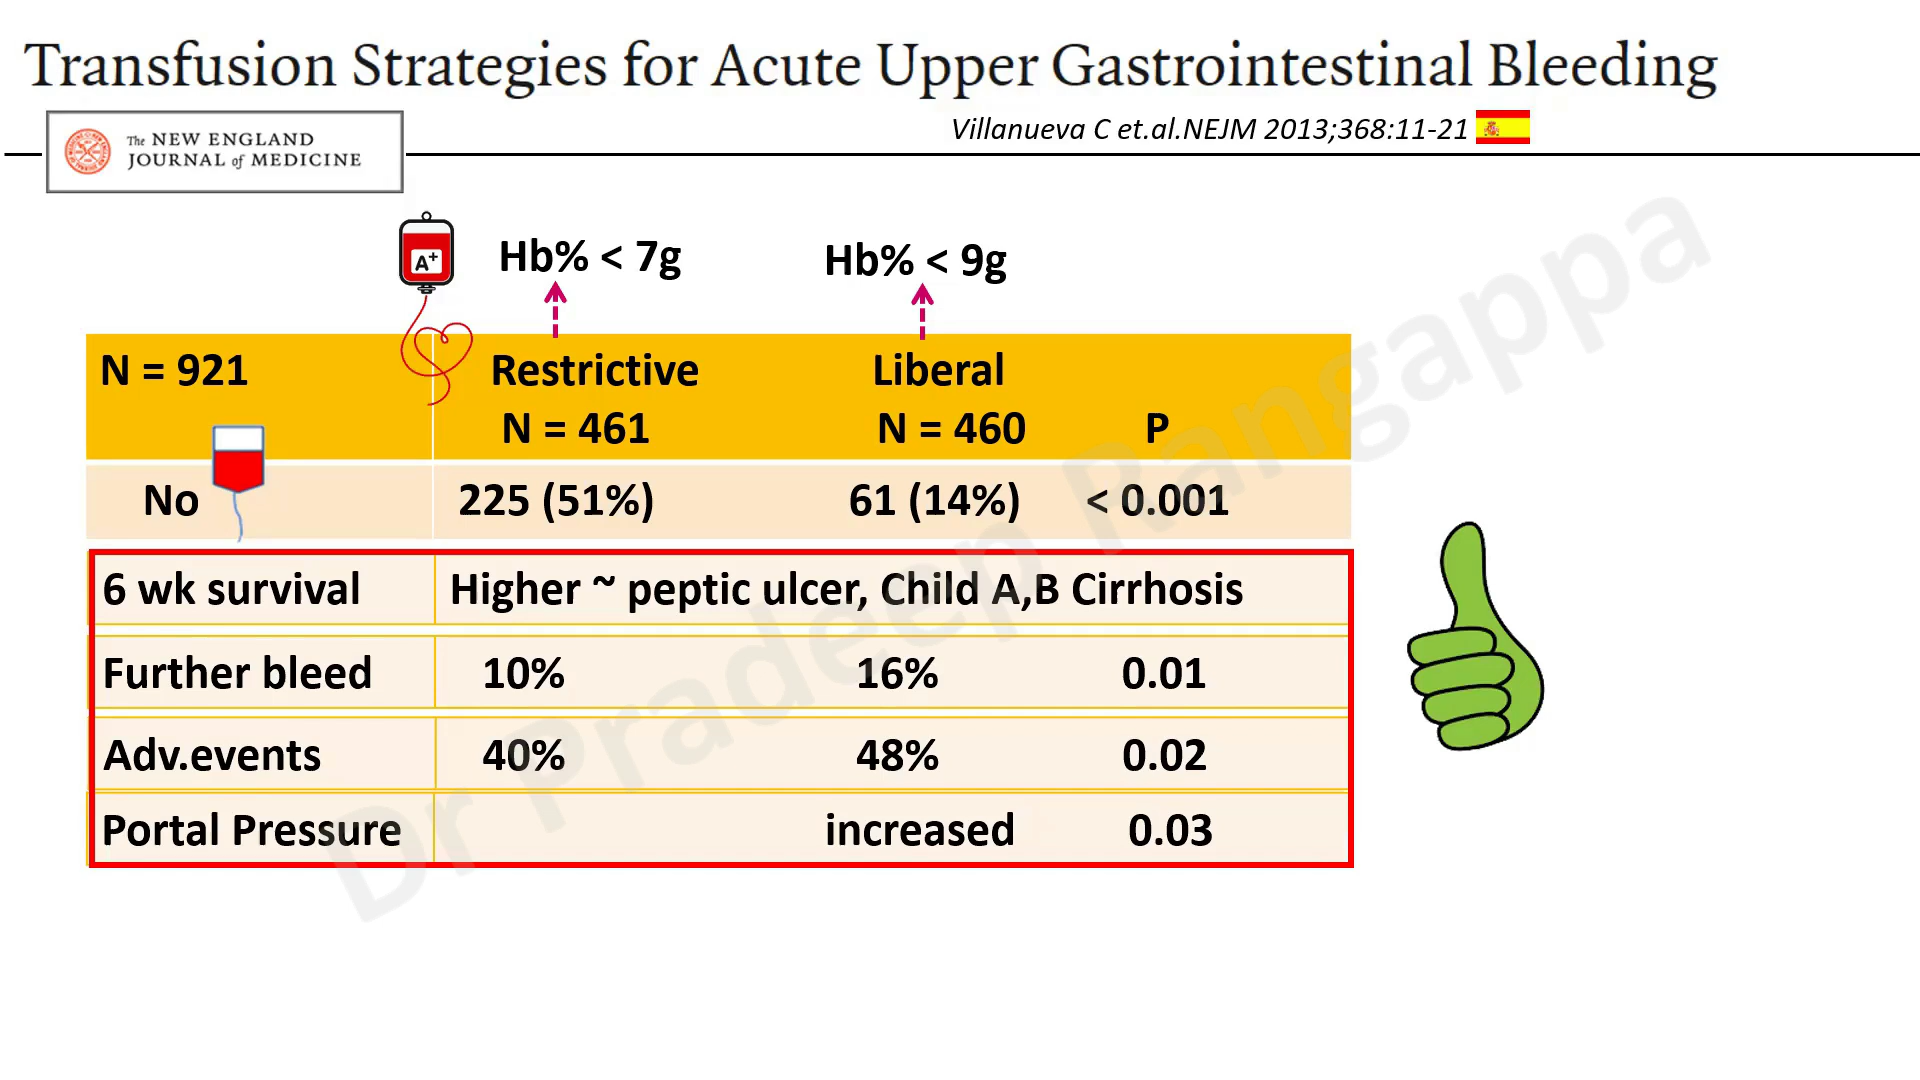 Transfusion Strategies for Acute Upper Gastrointestinal Bleeding
The NEW ENGLAND
JOURNAL of MEDICINE
Villanueva C et.al.NEJM 2013;368:11-21
A+
Hb% < 7g
Hb% < 9g
N = 921
Restrictive
Liberal
N = 461
N = 460
P
No
225 (51%)
61 (14%)
< 0.001
6 wk survival
Higher ~ peptic ulcer, Child A,B Cirrhosis
Further bleed
10%
16%
0.01
Adv.events
40%
48%
0.02
Portal Pressure
increased
0.03
Dr Pradeep Rangappa